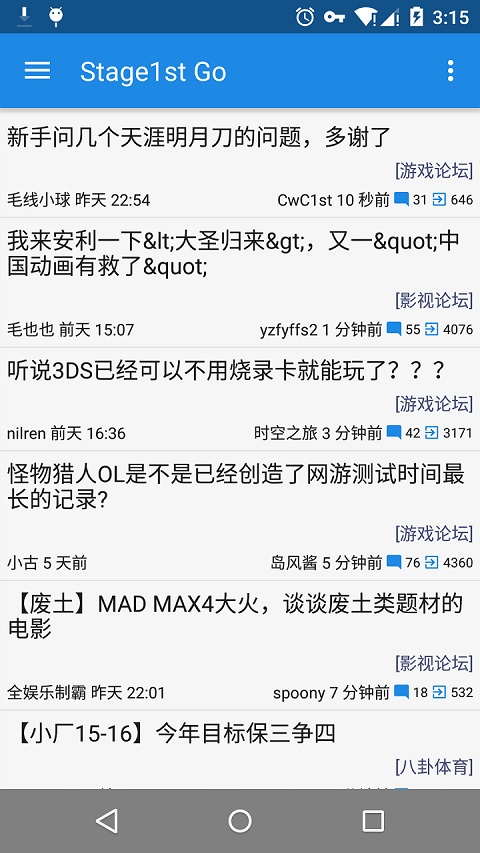 3:15
Stage1st Go
新手问几个天涯明月刀的问题，多谢了
[游戏论坛]
毛线小球 昨天 22:54 CwC1st 10 秒前 31 646
我来安利一下&lt;大圣归来&gt;，又一&quot;中
国动画有救了&quot;
[影视论坛]
毛也也 前天 15:07 yzfyffs2 1 分钟前 55 4076
听说3DS已经可以不用烧录卡就能玩了？？？
[游戏论坛]
nilren 前天 16:36 时空之旅 3 分钟前 42 3171
怪物猎人OL是不是已经创造了网游测试时间最
长的记录?
[游戏论坛]
小古 5 天前 岛风酱 5 分钟前 76 4360
【废土】MAD MAX4大火，谈谈废土类题材的
电影
[影视论坛]
全娱乐制霸 昨天 22:01 spoony 7 分钟前 18 532
【小厂15-16】今年目标保三争四
[八卦体育]